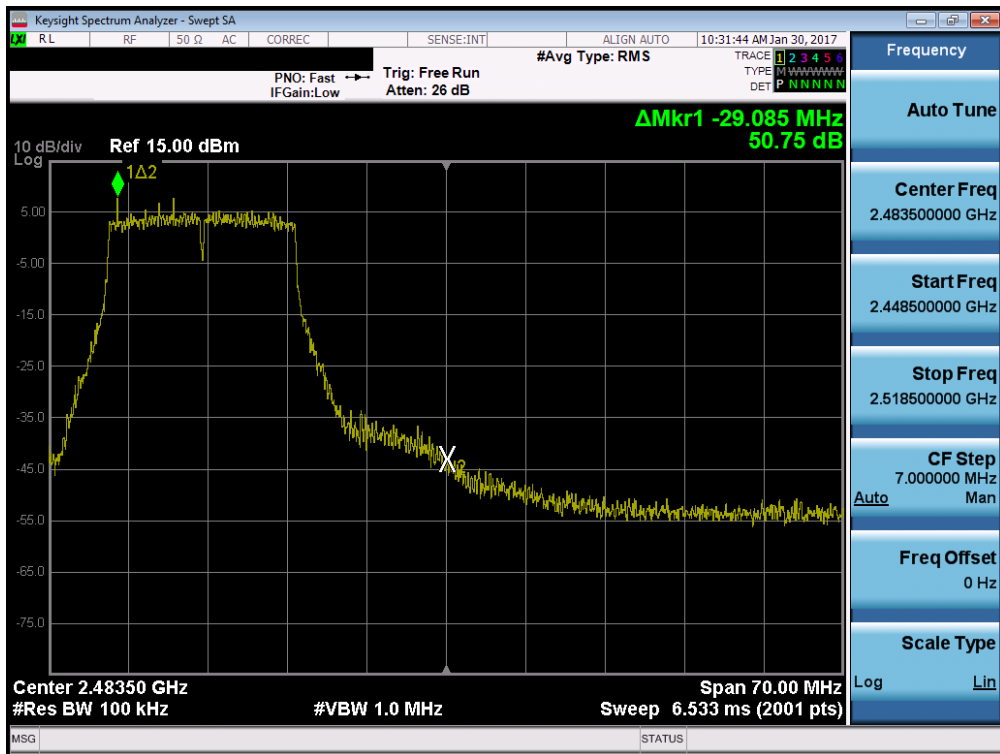 Keysight Spectrum Analyzer - Swept SA
LXI RL RF 50 Ω AC CORREC SENSE:INT ALIGN AUTO 10:31:44 AM Jan 30, 2017
#Avg Type: RMS
TRACE 1 2 3 4 5 6
TYPE M W W W W W
DET P N N N N N
PNO: Fast Trig: Free Run
IFGain:Low Atten: 26 dB
Frequency
ΔMkr1 -29.085 MHz
50.75 dB
10 dB/div Ref 15.00 dBm
Log
1Δ2
5.00
-5.00
-15.0
-25.0
-35.0
-45.0
-55.0
-65.0
-75.0
X
Center 2.48350 GHz Span 70.00 MHz
#Res BW 100 kHz #VBW 1.0 MHz Sweep 6.533 ms (2001 pts)
Auto Tune
Center Freq
2.483500000 GHz
Start Freq
2.448500000 GHz
Stop Freq
2.518500000 GHz
CF Step
7.000000 MHz
Auto Man
Freq Offset
0 Hz
Scale Type
Log Lin
MSG STATUS